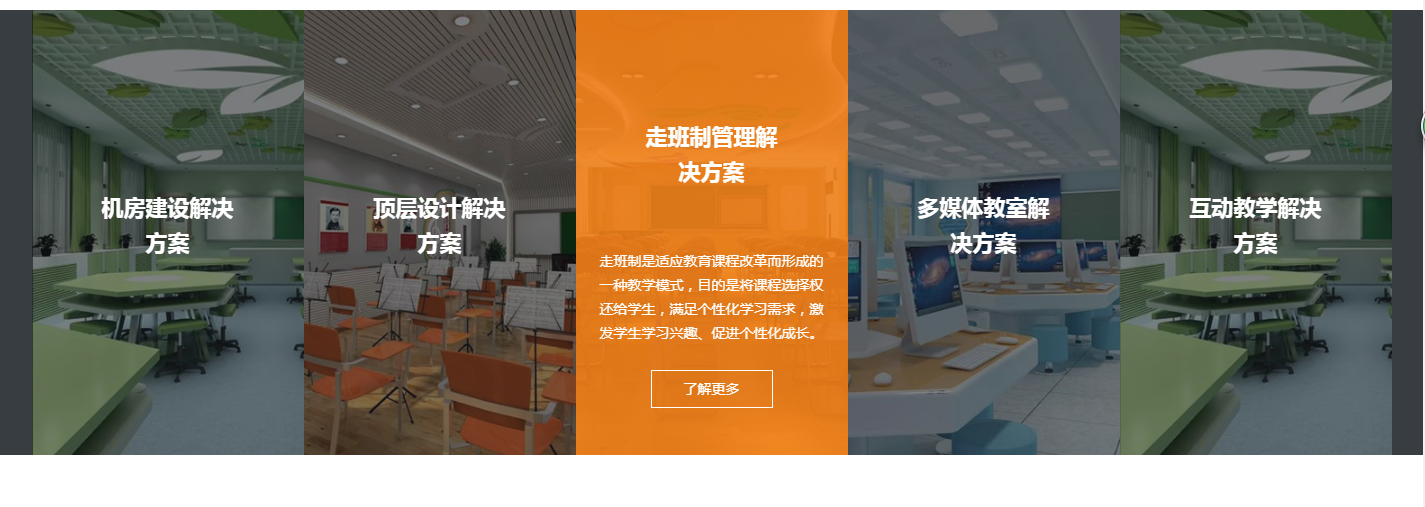 机房建设解决
方案
顶层设计解决
方案
走班制管理解
决方案
走班制是适应教育课程改革而形成的
一种教学模式，目的是将课程选择权
还给学生，满足个性化学习需求，激
发学生学习兴趣、促进个性化成长。
了解更多
多媒体教室解
决方案
互动教学解决
方案